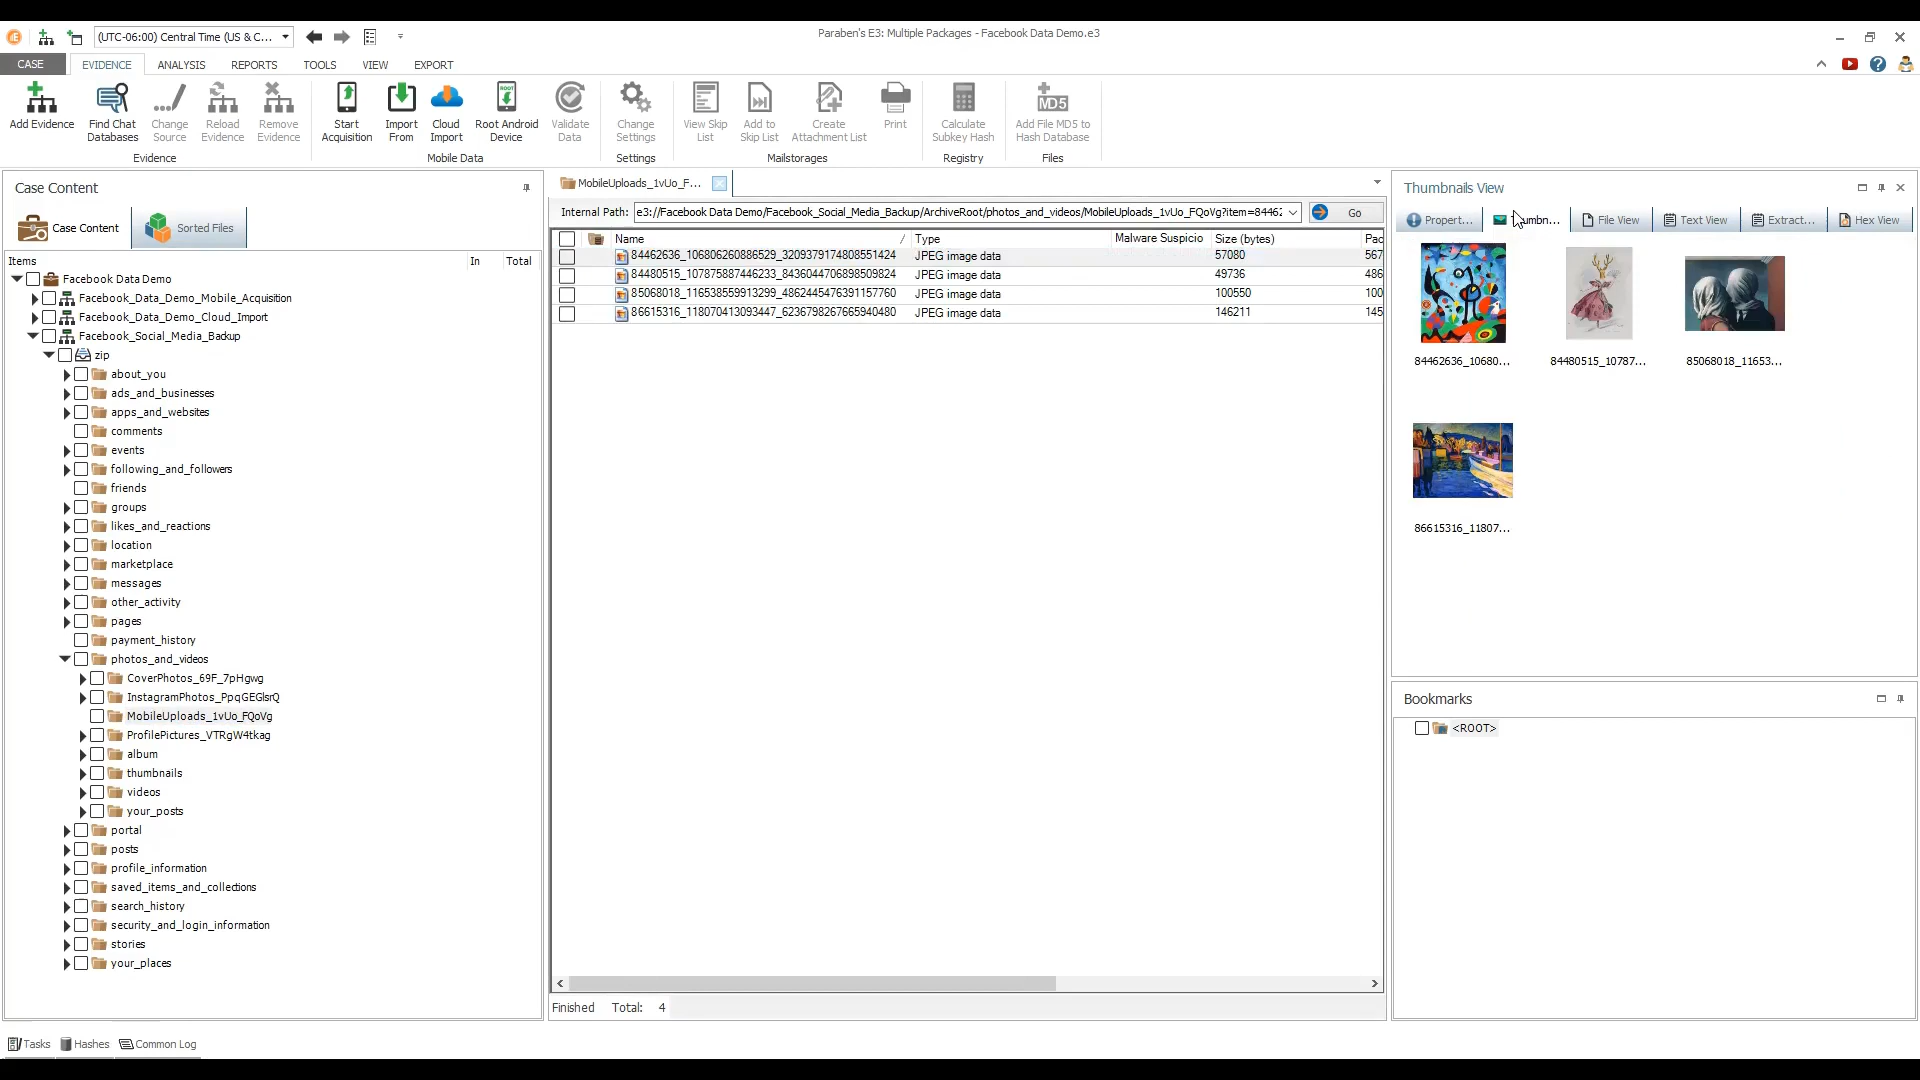 (UTC-06:00) Central Time (US & C...
Paraben's E3: Multiple Packages - Facebook Data Demo.e3
CASE
EVIDENCE
ANALYSIS
REPORTS
TOOLS
VIEW
EXPORT
Add Evidence
Find Chat Databases
Change Source
Reload Evidence
Remove Evidence
Evidence
Start Acquisition
Import From
Cloud Import
Root Android Device
Validate Data
Mobile Data
Change Settings
Settings
View Skip List
Add to Skip List
Create Attachment List
Print
Mailstorages
Calculate Subkey Hash
Registry
Add File MD5 to Hash Database
Files
Case Content
Case Content
Sorted Files
Items In Total
Facebook Data Demo
Facebook_Data_Demo_Mobile_Acquisition
Facebook_Data_Demo_Cloud_Import
Facebook_Social_Media_Backup
zip
about_you
ads_and_businesses
apps_and_websites
comments
events
following_and_followers
friends
groups
likes_and_reactions
location
marketplace
messages
other_activity
pages
payment_history
photos_and_videos
CoverPhotos_69F_7pHgwg
InstagramPhotos_PpqGEGlsrQ
MobileUploads_1vUo_FQoVg
ProfilePictures_VTRgW4tkag
album
thumbnails
videos
your_posts
portal
posts
profile_information
saved_items_and_collections
search_history
security_and_login_information
stories
your_places
MobileUploads_1vUo_F...
Internal Path: e3://Facebook Data Demo/Facebook_Social_Media_Backup/ArchiveRoot/photos_and_videos/MobileUploads_1vUo_FQoVg?item=84462 Go
Name / Type Malware Suspicio Size (bytes) Pac
84462636_106806260886529_3209379174808551424 JPEG image data 57080 567
84480515_107875887446233_8436044706898509824 JPEG image data 49736 486
85068018_116538559913299_4862445476391157760 JPEG image data 100550 100
86615316_118070413093447_6236798267665940480 JPEG image data 146211 145
Finished Total: 4
Thumbnails View
Propert...
File View
Text View
Extract...
Hex View
84462636_10680...
84480515_10787...
85068018_11653...
86615316_11807...
Bookmarks
<ROOT>
Tasks
Hashes
Common Log